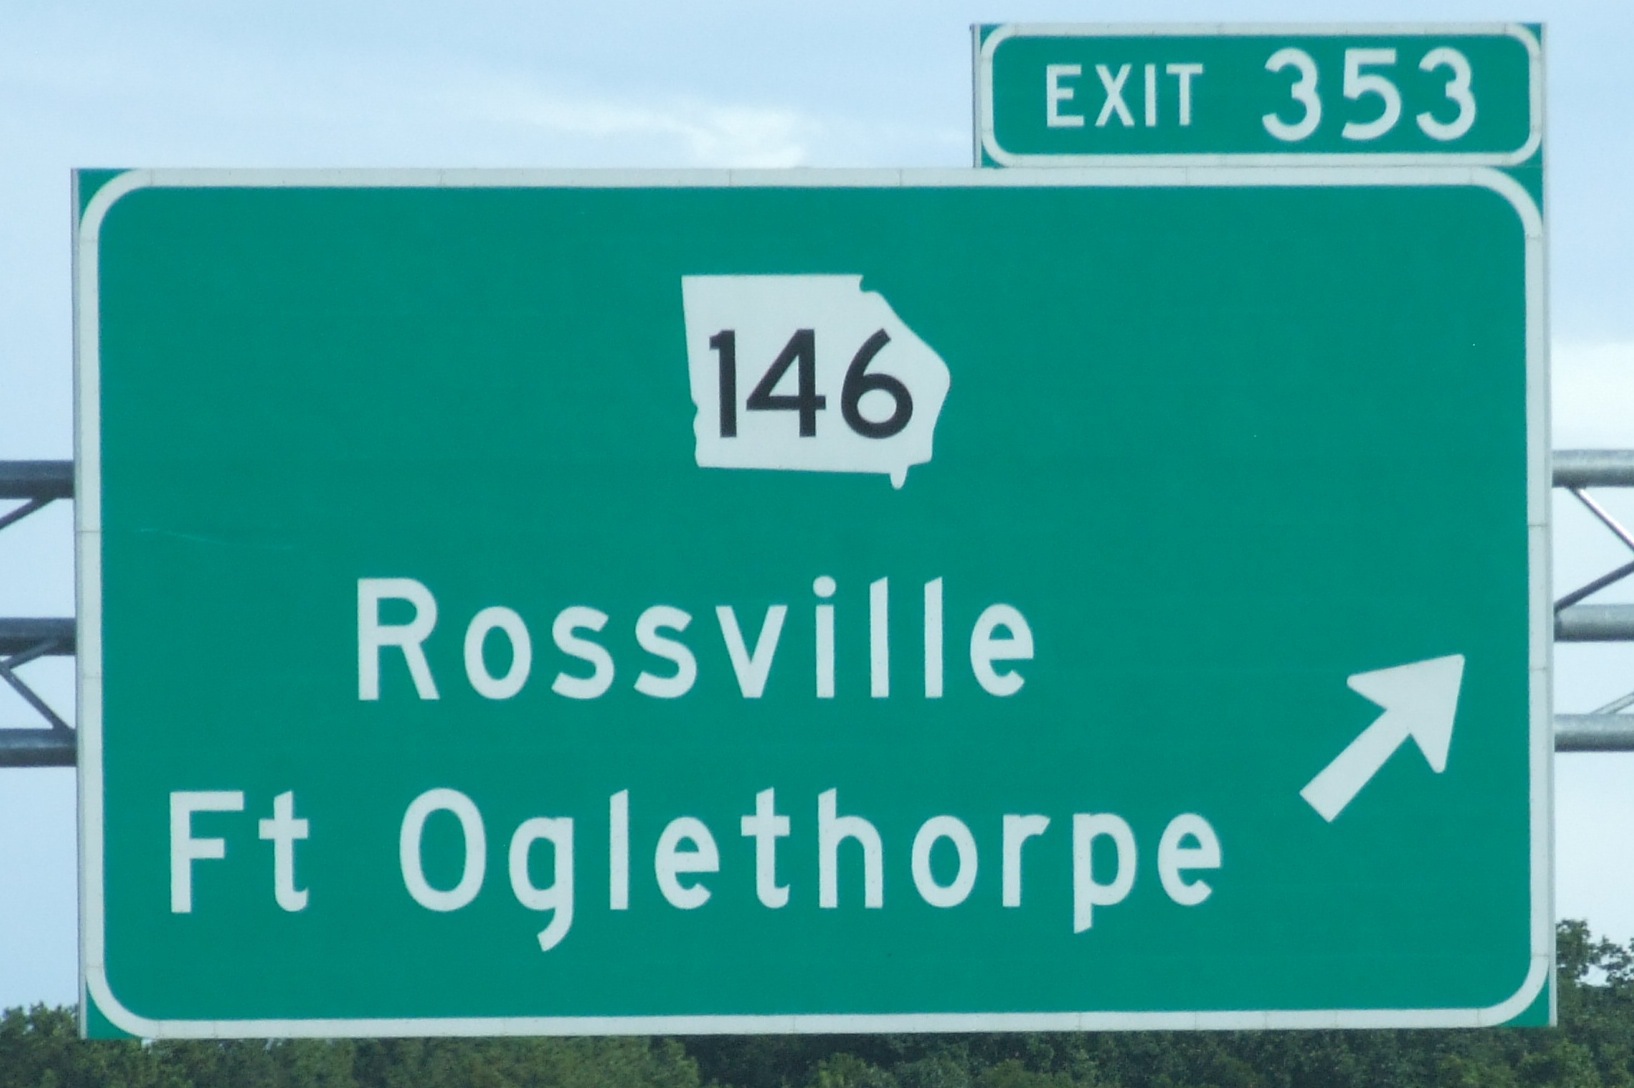 EXIT 353
146
Rossville
Ft Oglethorpe